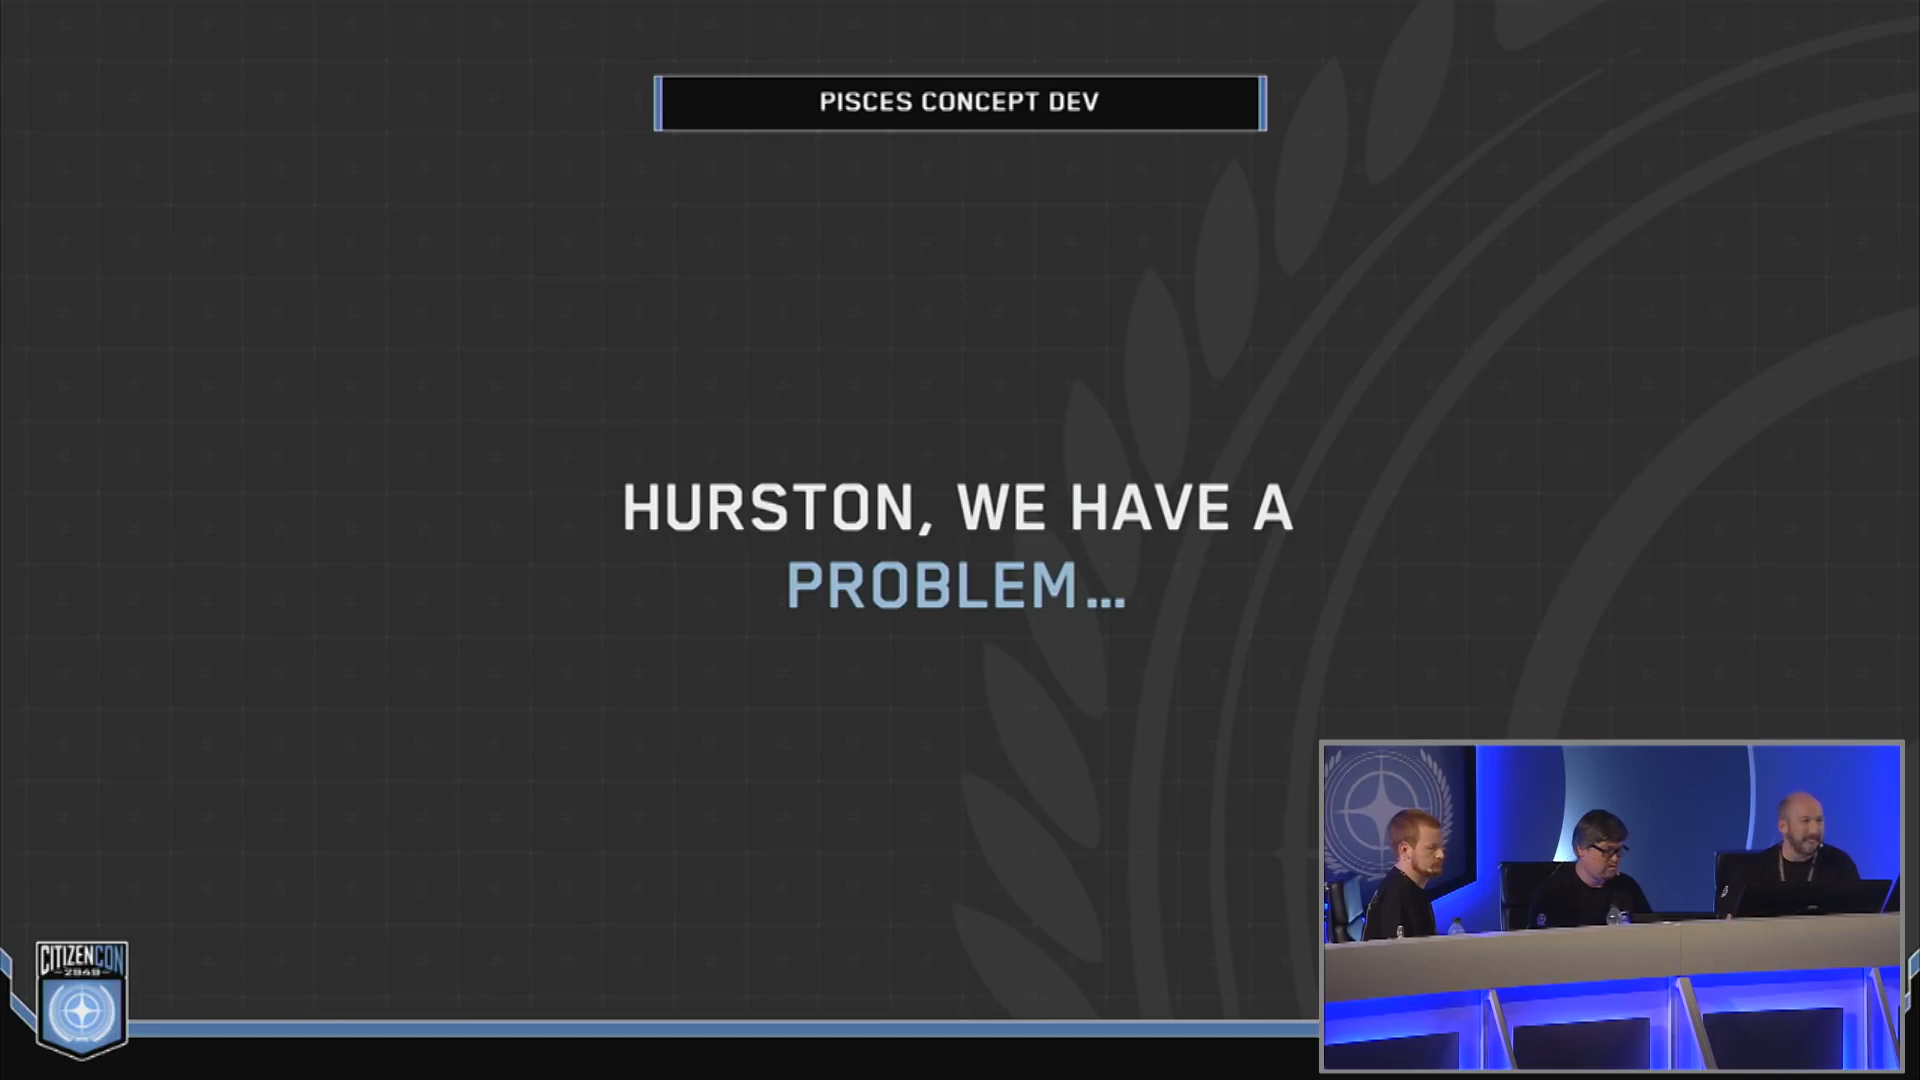 PISCES CONCEPT DEV
HURSTON, WE HAVE A
PROBLEM...
CITIZENCON
2949